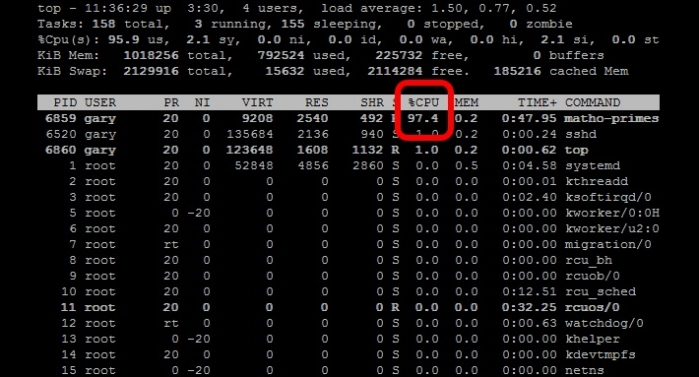 top - 11:36:29 up  3:30,  4 users,  load average: 1.50, 0.77, 0.52
Tasks: 158 total,   3 running, 155 sleeping,   0 stopped,   0 zombie
%Cpu(s): 95.9 us,  2.1 sy,  0.0 ni,  0.0 id,  0.0 wa,  0.0 hi,  2.1 si,  0.0 st
KiB Mem:   1018256 total,   792524 used,   225732 free,        0 buffers
KiB Swap:  2129916 total,    15632 used,  2114284 free.   185216 cached Mem
PID USER PR NI VIRT RES SHR S %CPU %MEM TIME+ COMMAND
6859 gary 20 0 9208 2540 492 R 97.4 0.2 0:47.95 matho-primes
6520 gary 20 0 135684 2136 940 S 1.0 0.2 0:00.24 sshd
6860 gary 20 0 123648 1608 1132 R 1.0 0.2 0:00.62 top
1 root 20 0 52848 4856 2860 S 0.0 0.5 0:04.58 systemd
2 root 20 0 0 0 0 S 0.0 0.0 0:00.00 kthreadd
3 root 20 0 0 0 0 S 0.0 0.0 0:02.40 ksoftirqd/0
5 root 0 -20 0 0 0 S 0.0 0.0 0:00.00 kworker/0:0H
6 root 20 0 0 0 0 S 0.0 0.0 0:00.00 kworker/u2:0
7 root rt 0 0 0 0 S 0.0 0.0 0:00.00 migration/0
8 root 20 0 0 0 0 S 0.0 0.0 0:00.00 rcu_bh
9 root 20 0 0 0 0 S 0.0 0.0 0:00.00 rcuob/0
10 root 20 0 0 0 0 S 0.0 0.0 0:12.51 rcu_sched
11 root 20 0 0 0 0 R 0.0 0.0 0:32.25 rcuos/0
12 root rt 0 0 0 0 S 0.0 0.0 0:00.63 watchdog/0
13 root 0 -20 0 0 0 S 0.0 0.0 0:00.00 khelper
14 root 20 0 0 0 0 S 0.0 0.0 0:00.00 kdevtmpfs
15 root 0 -20 0 0 0 S 0.0 0.0 0:00.00 netns